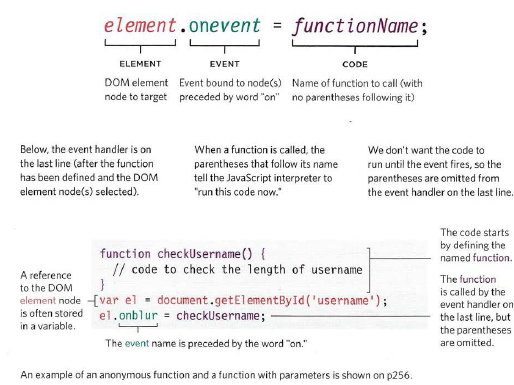 element.onevent = functionName;
ELEMENT
DOM element
node to target
EVENT
Event bound to node(s)
preceded by word "on"
CODE
Name of function to call (with
no parentheses following it)
Below, the event handler is on
the last line (after the function
has been defined and the DOM
element node(s) selected).
When a function is called, the
parentheses that follow its name
tell the JavaScript interpreter to
"run this code now."
We don't want the code to
run until the event fires, so the
parentheses are omitted from
the event handler on the last line.
A reference
to the DOM
element node
is often stored
in a variable.
function checkUsername() {
// code to check the length of username
}
var el = document.getElementById('username');
el.onblur = checkUsername;
The event name is preceded by the word "on."
The code starts
by defining the
named function.
The function
is called by the
event handler on
the last line, but
the parentheses
are omitted.
An example of an anonymous function and a function with parameters is shown on p256.